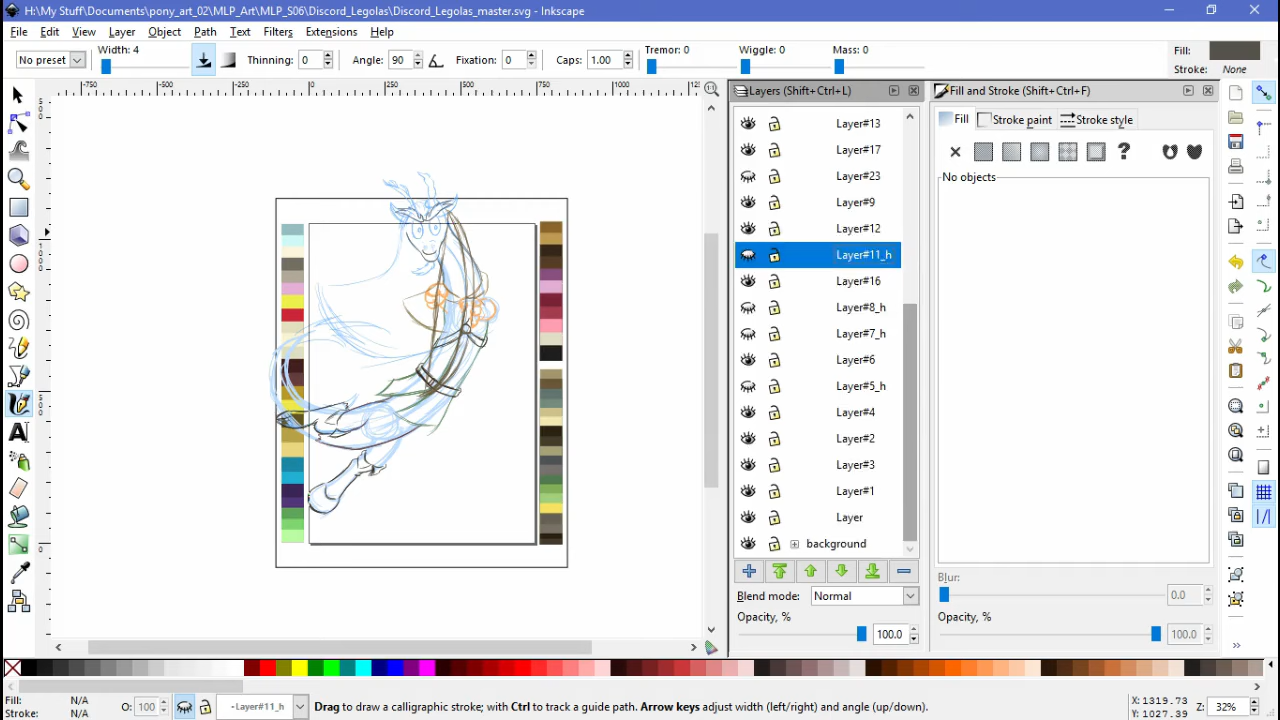 H:\My Stuff\Documents\pony_art_02\MLP_Art\MLP_S06\Discord_Legolas\Discord_Legolas_master.svg - Inkscape
File Edit View Layer Object Path Text Filters Extensions Help
No preset Width: 4 Thinning: 0 Angle: 90 Fixation: 0 Caps: 1.00 Tremor: 0 Wiggle: 0 Mass: 0 Fill:
Stroke: None
Layers (Shift+Ctrl+L)
Layer#13
Layer#17
Layer#23
Layer#9
Layer#12
Layer#11_h
Layer#16
Layer#8_h
Layer#7_h
Layer#6
Layer#5_h
Layer#4
Layer#2
Layer#3
Layer#1
Layer
background
Blend mode: Normal
Opacity, %
100.0
Fill and Stroke (Shift+Ctrl+F)
Fill Stroke paint Stroke style
No objects
Blur:
0.0
Opacity, %
100.0
Fill: N/A
Stroke: N/A
O: 100
-Layer#11_h
Drag to draw a calligraphic stroke; with Ctrl to track a guide path. Arrow keys adjust width (left/right) and angle (up/down).
X: 1319.73
Y: 1027.39
Z: 32%